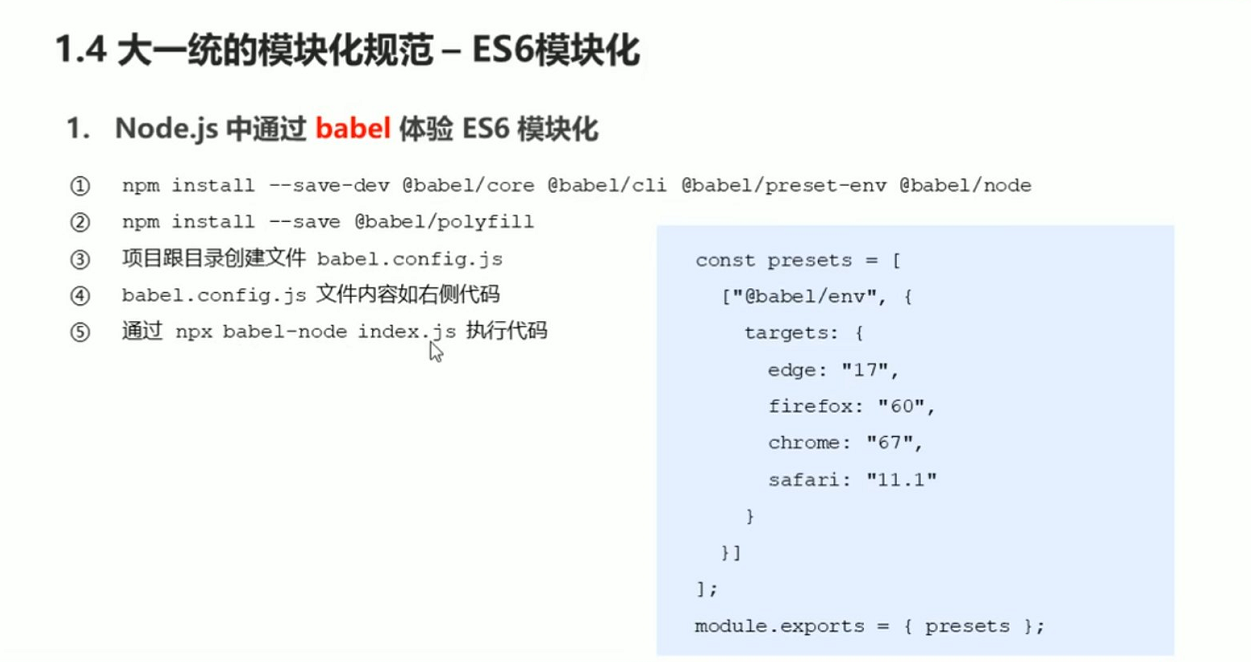 1.4 大一统的模块化规范 – ES6模块化
1. Node.js 中通过 babel 体验 ES6 模块化
① npm install --save-dev @babel/core @babel/cli @babel/preset-env @babel/node
② npm install --save @babel/polyfill
③ 项目跟目录创建文件 babel.config.js
④ babel.config.js 文件内容如右侧代码
⑤ 通过 npx babel-node index.js 执行代码
const presets = [
["@babel/env", {
targets: {
edge: "17",
firefox: "60",
chrome: "67",
safari: "11.1"
}
}]
];
module.exports = { presets };